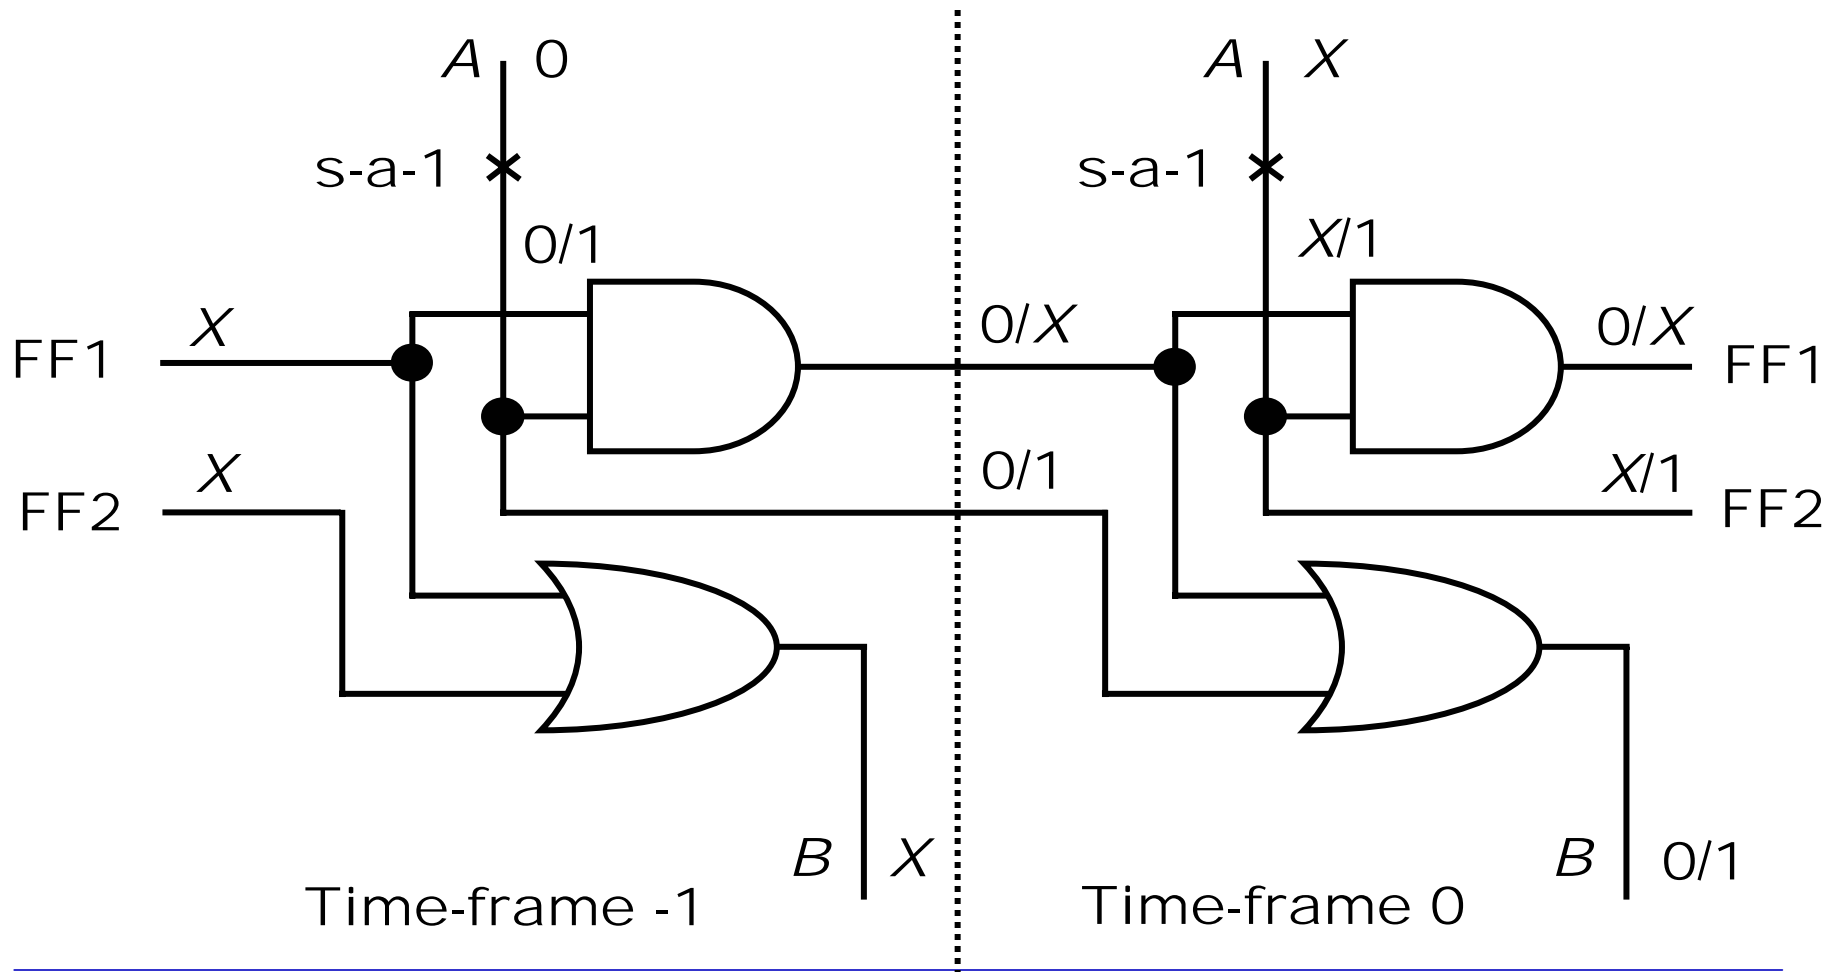 A 0
A X
s-a-1
s-a-1
0/1
X/1
X
0/X
0/X
FF1
FF1
X
0/1
X/1
FF2
FF2
B X
B 0/1
Time-frame -1
Time-frame 0